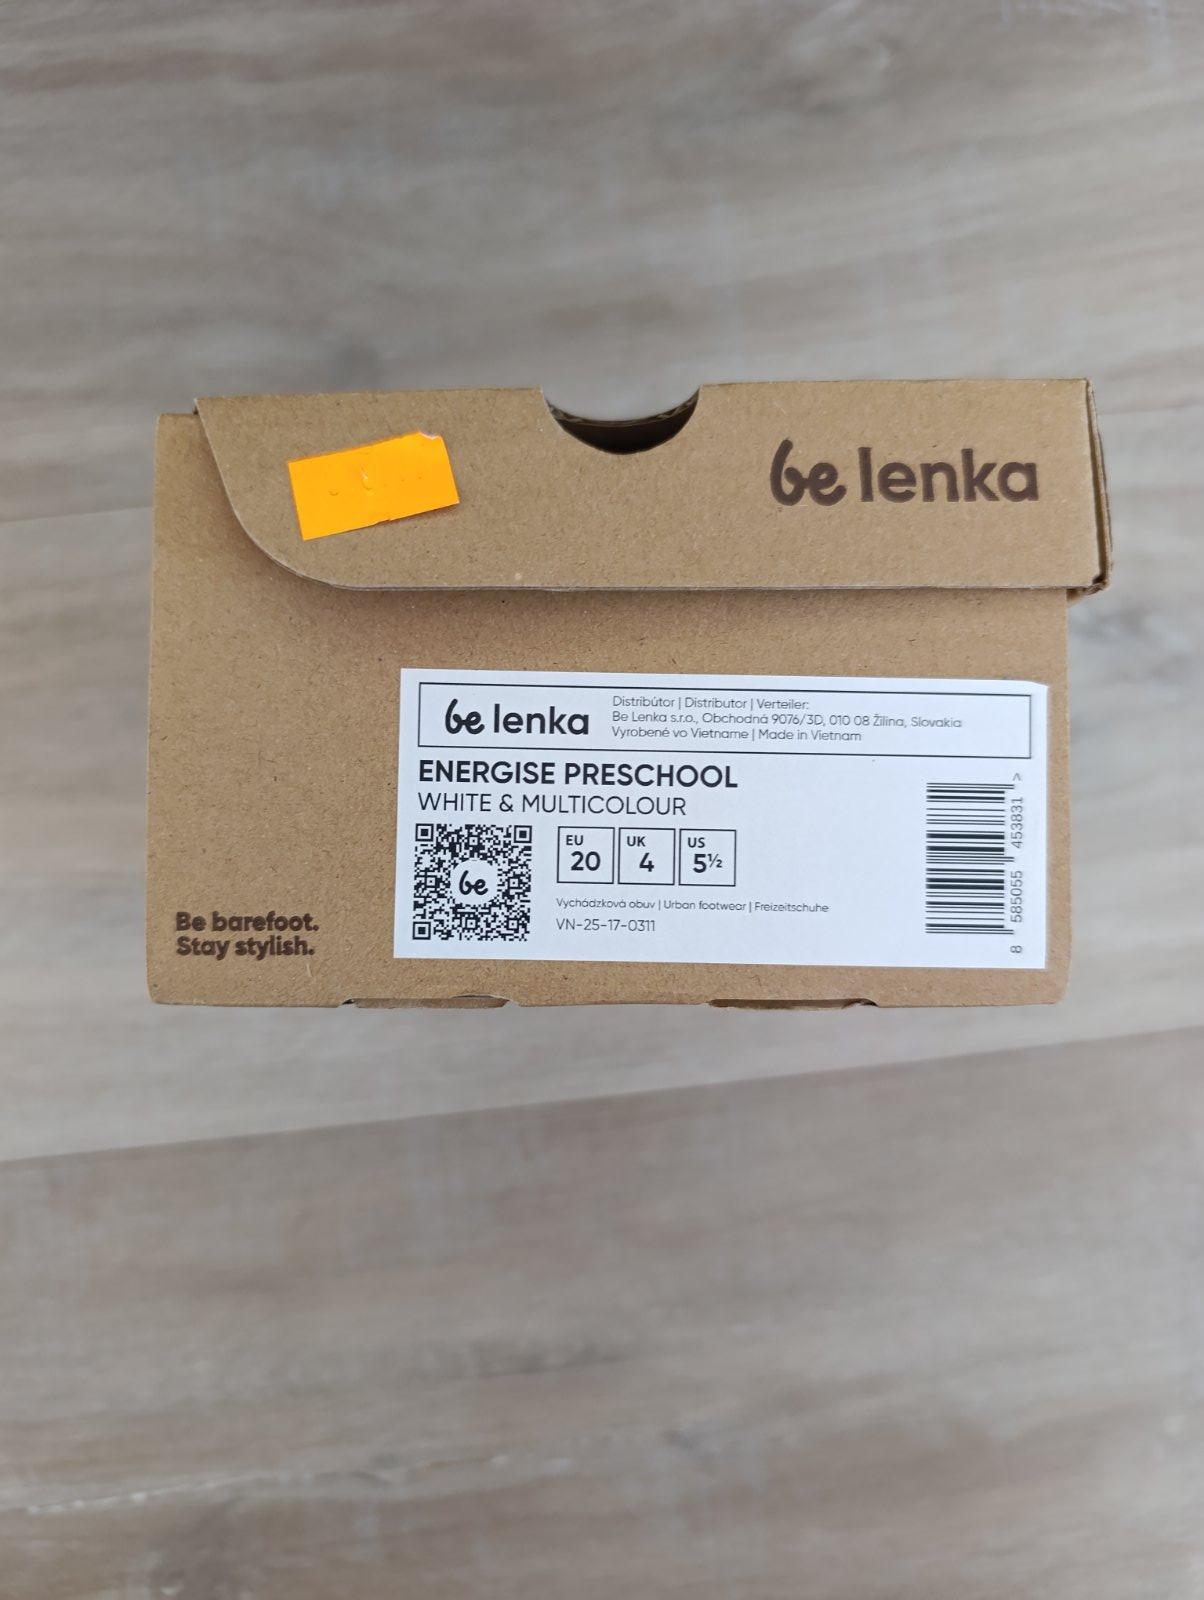 be lenka
be lenka
Distribútor | Distributor | Verteiler:
Be Lenka s.r.o., Obchodná 9076/3D, 010 08 Žilina, Slovakia
Vyrobené vo Vietname | Made in Vietnam
ENERGISE PRESCHOOL
WHITE & MULTICOLOUR
be
EU
20
UK
4
US
5½
Vychádzková obuv | Urban footwear | Freizeitschuhe
VN-25-17-0311
8 585055 453831 >
Be barefoot.
Stay stylish.